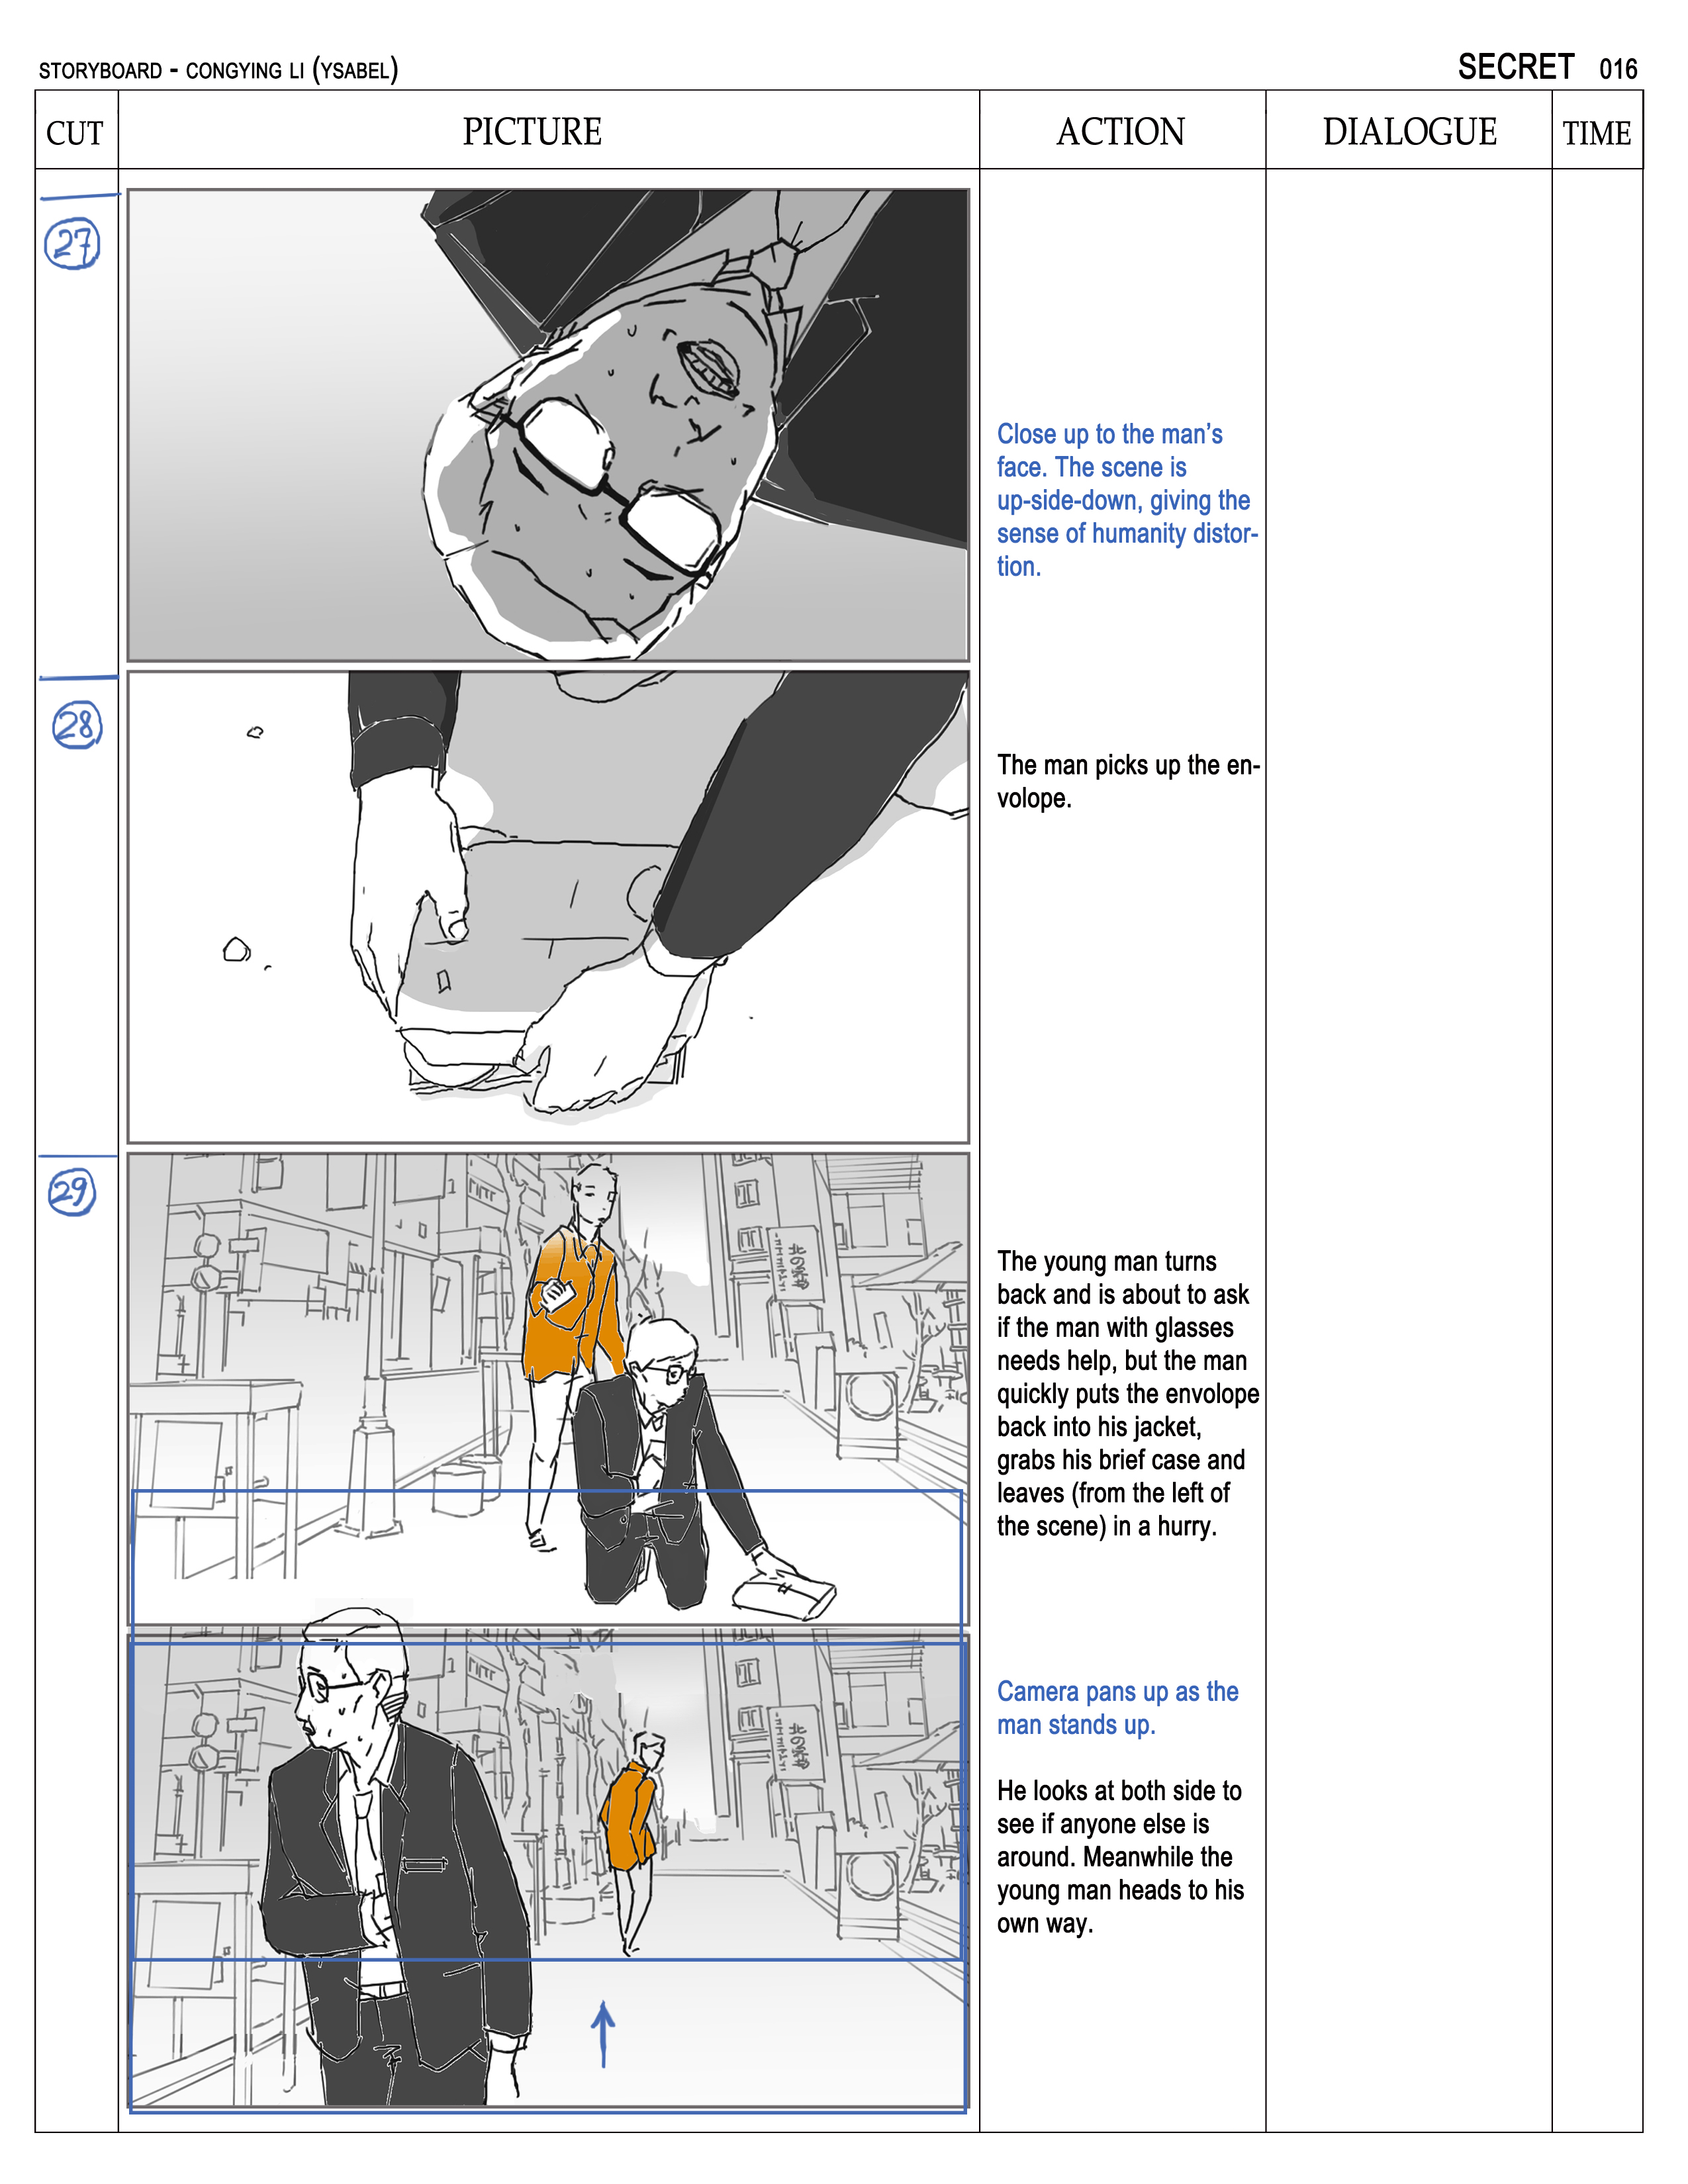 STORYBOARD - CONGYING LI (YSABEL)
SECRET 016
CUT PICTURE ACTION DIALOGUE TIME
27
Close up to the man’s
face. The scene is
up-side-down, giving the
sense of humanity distor-
tion.
28
The man picks up the en-
volope.
29
The young man turns
back and is about to ask
if the man with glasses
needs help, but the man
quickly puts the envolope
back into his jacket,
grabs his brief case and
leaves (from the left of
the scene) in a hurry.
Camera pans up as the
man stands up.
He looks at both side to
see if anyone else is
around. Meanwhile the
young man heads to his
own way.